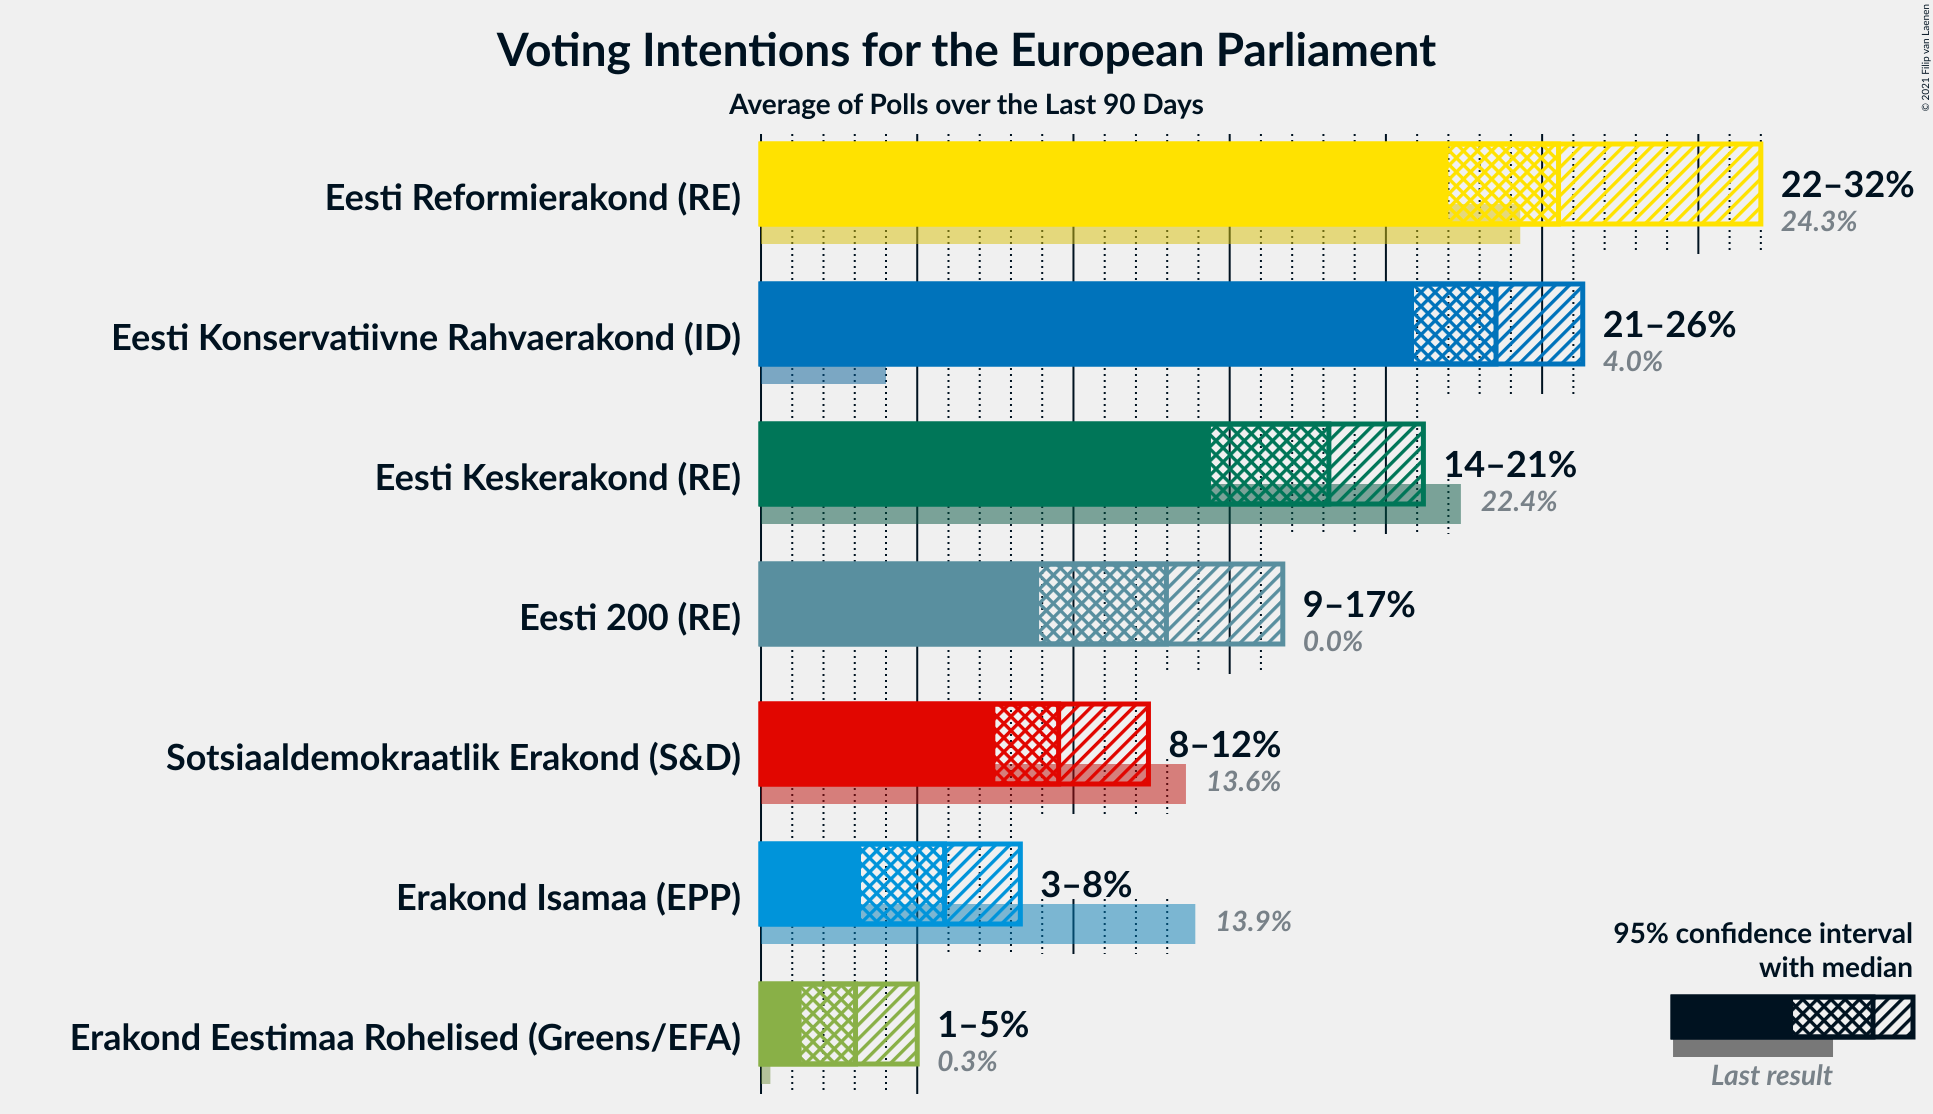 Voting Intentions for the European Parliament
Average of Polls over the Last 90 Days
© 2021 Filip van Laenen
Eesti Reformierakond (RE)
22–32%
24.3%
Eesti Konservatiivne Rahvaerakond (ID)
21–26%
4.0%
Eesti Keskerakond (RE)
14–21%
22.4%
Eesti 200 (RE)
9–17%
0.0%
Sotsiaaldemokraatlik Erakond (S&D)
8–12%
13.6%
Erakond Isamaa (EPP)
3–8%
13.9%
Erakond Eestimaa Rohelised (Greens/EFA)
1–5%
0.3%
95% confidence interval
with median
Last result